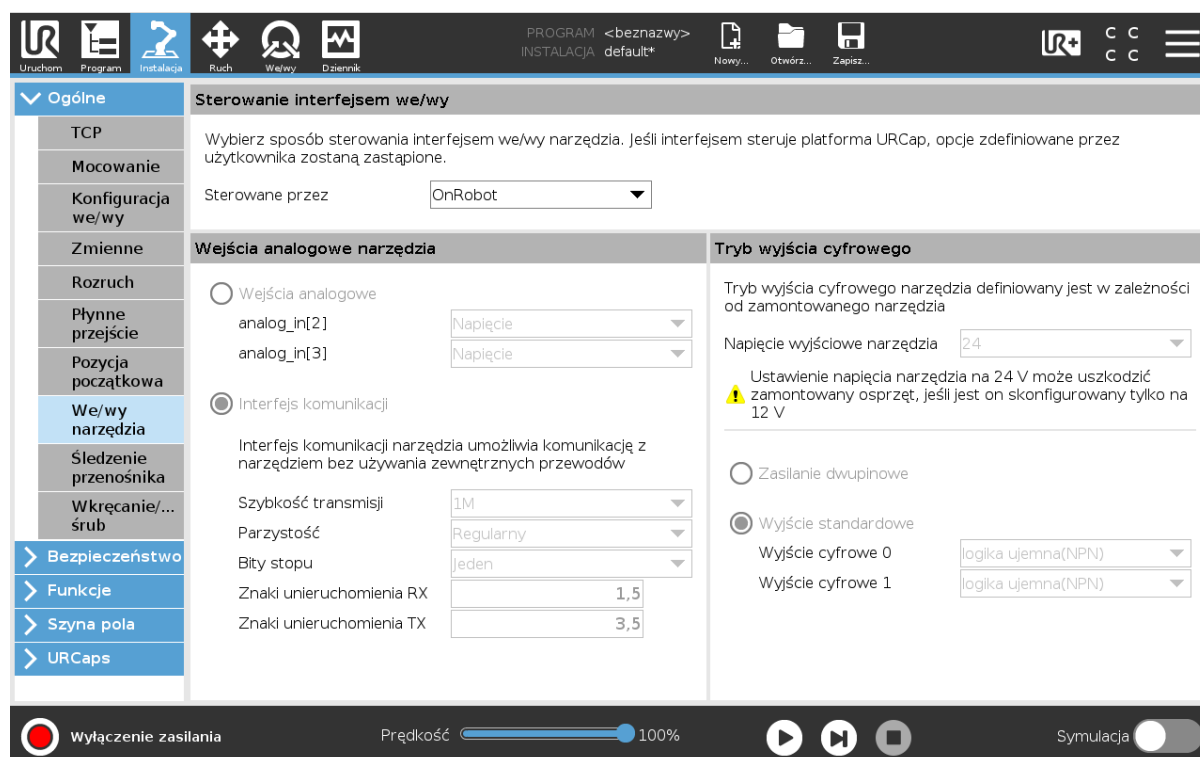 Uruchom
Program
Instalacja
Ruch
We/wy
Dziennik
PROGRAM <beznazwy>
INSTALACJA default*
Nowy...
Otwórz...
Zapisz...
UR+
C C
C C
Ogólne
TCP
Mocowanie
Konfiguracja
we/wy
Zmienne
Rozruch
Płynne
przejście
Pozycja
początkowa
We/wy
narzędzia
Śledzenie
przenośnika
Wkręcanie/...
śrub
Bezpieczeństwo
Funkcje
Szyna pola
URCaps
Sterowanie interfejsem we/wy
Wybierz sposób sterowania interfejsem we/wy narzędzia. Jeśli interfejsem steruje platforma URCap, opcje zdefiniowane przez
użytkownika zostaną zastąpione.
Sterowane przez OnRobot
Wejścia analogowe narzędzia
Wejścia analogowe
analog_in[2] Napięcie
analog_in[3] Napięcie
Interfejs komunikacji
Interfejs komunikacji narzędzia umożliwia komunikację z
narzędziem bez używania zewnętrznych przewodów
Szybkość transmisji 1M
Parzystość Regularny
Bity stopu Jeden
Znaki unieruchomienia RX 1,5
Znaki unieruchomienia TX 3,5
Tryb wyjścia cyfrowego
Tryb wyjścia cyfrowego narzędzia definiowany jest w zależności
od zamontowanego narzędzia
Napięcie wyjściowe narzędzia 24
Ustawienie napięcia narzędzia na 24 V może uszkodzić
zamontowany osprzęt, jeśli jest on skonfigurowany tylko na
12 V
Zasilanie dwupinowe
Wyjście standardowe
Wyjście cyfrowe 0 logika ujemna(NPN)
Wyjście cyfrowe 1 logika ujemna(NPN)
Wyłączenie zasilania
Prędkość 100%
Symulacja